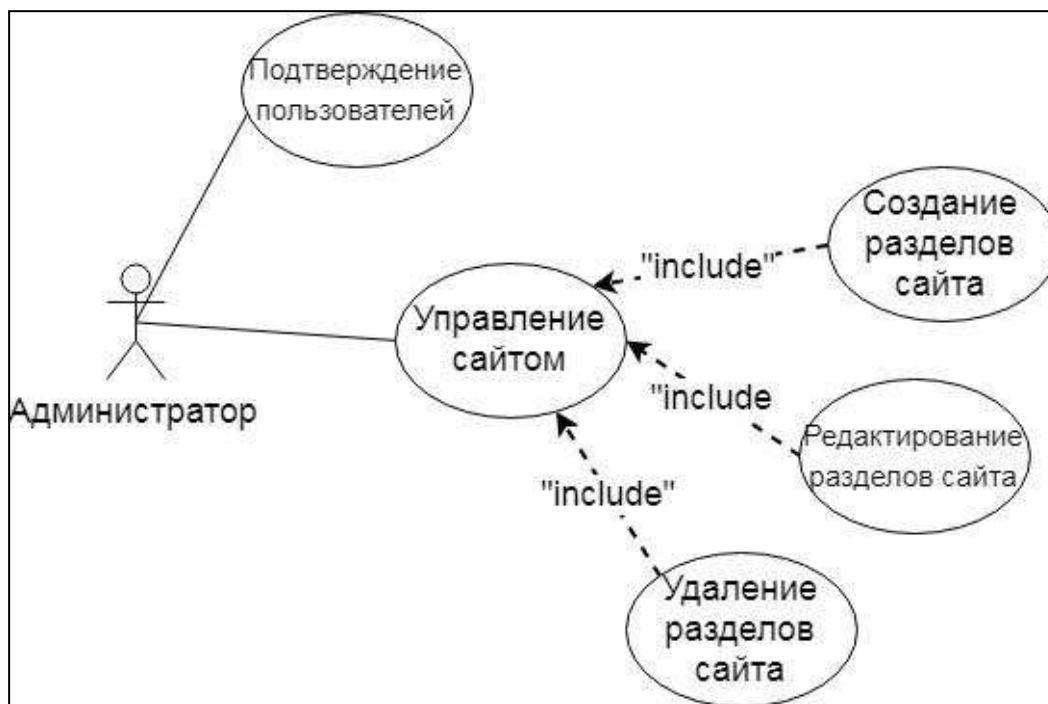 Подтверждение
пользователей
Создание
разделов
сайта
"include"
Управление
сайтом
"include
Администратор
Редактирование
разделов сайта
"include"
Удаление
разделов
сайта